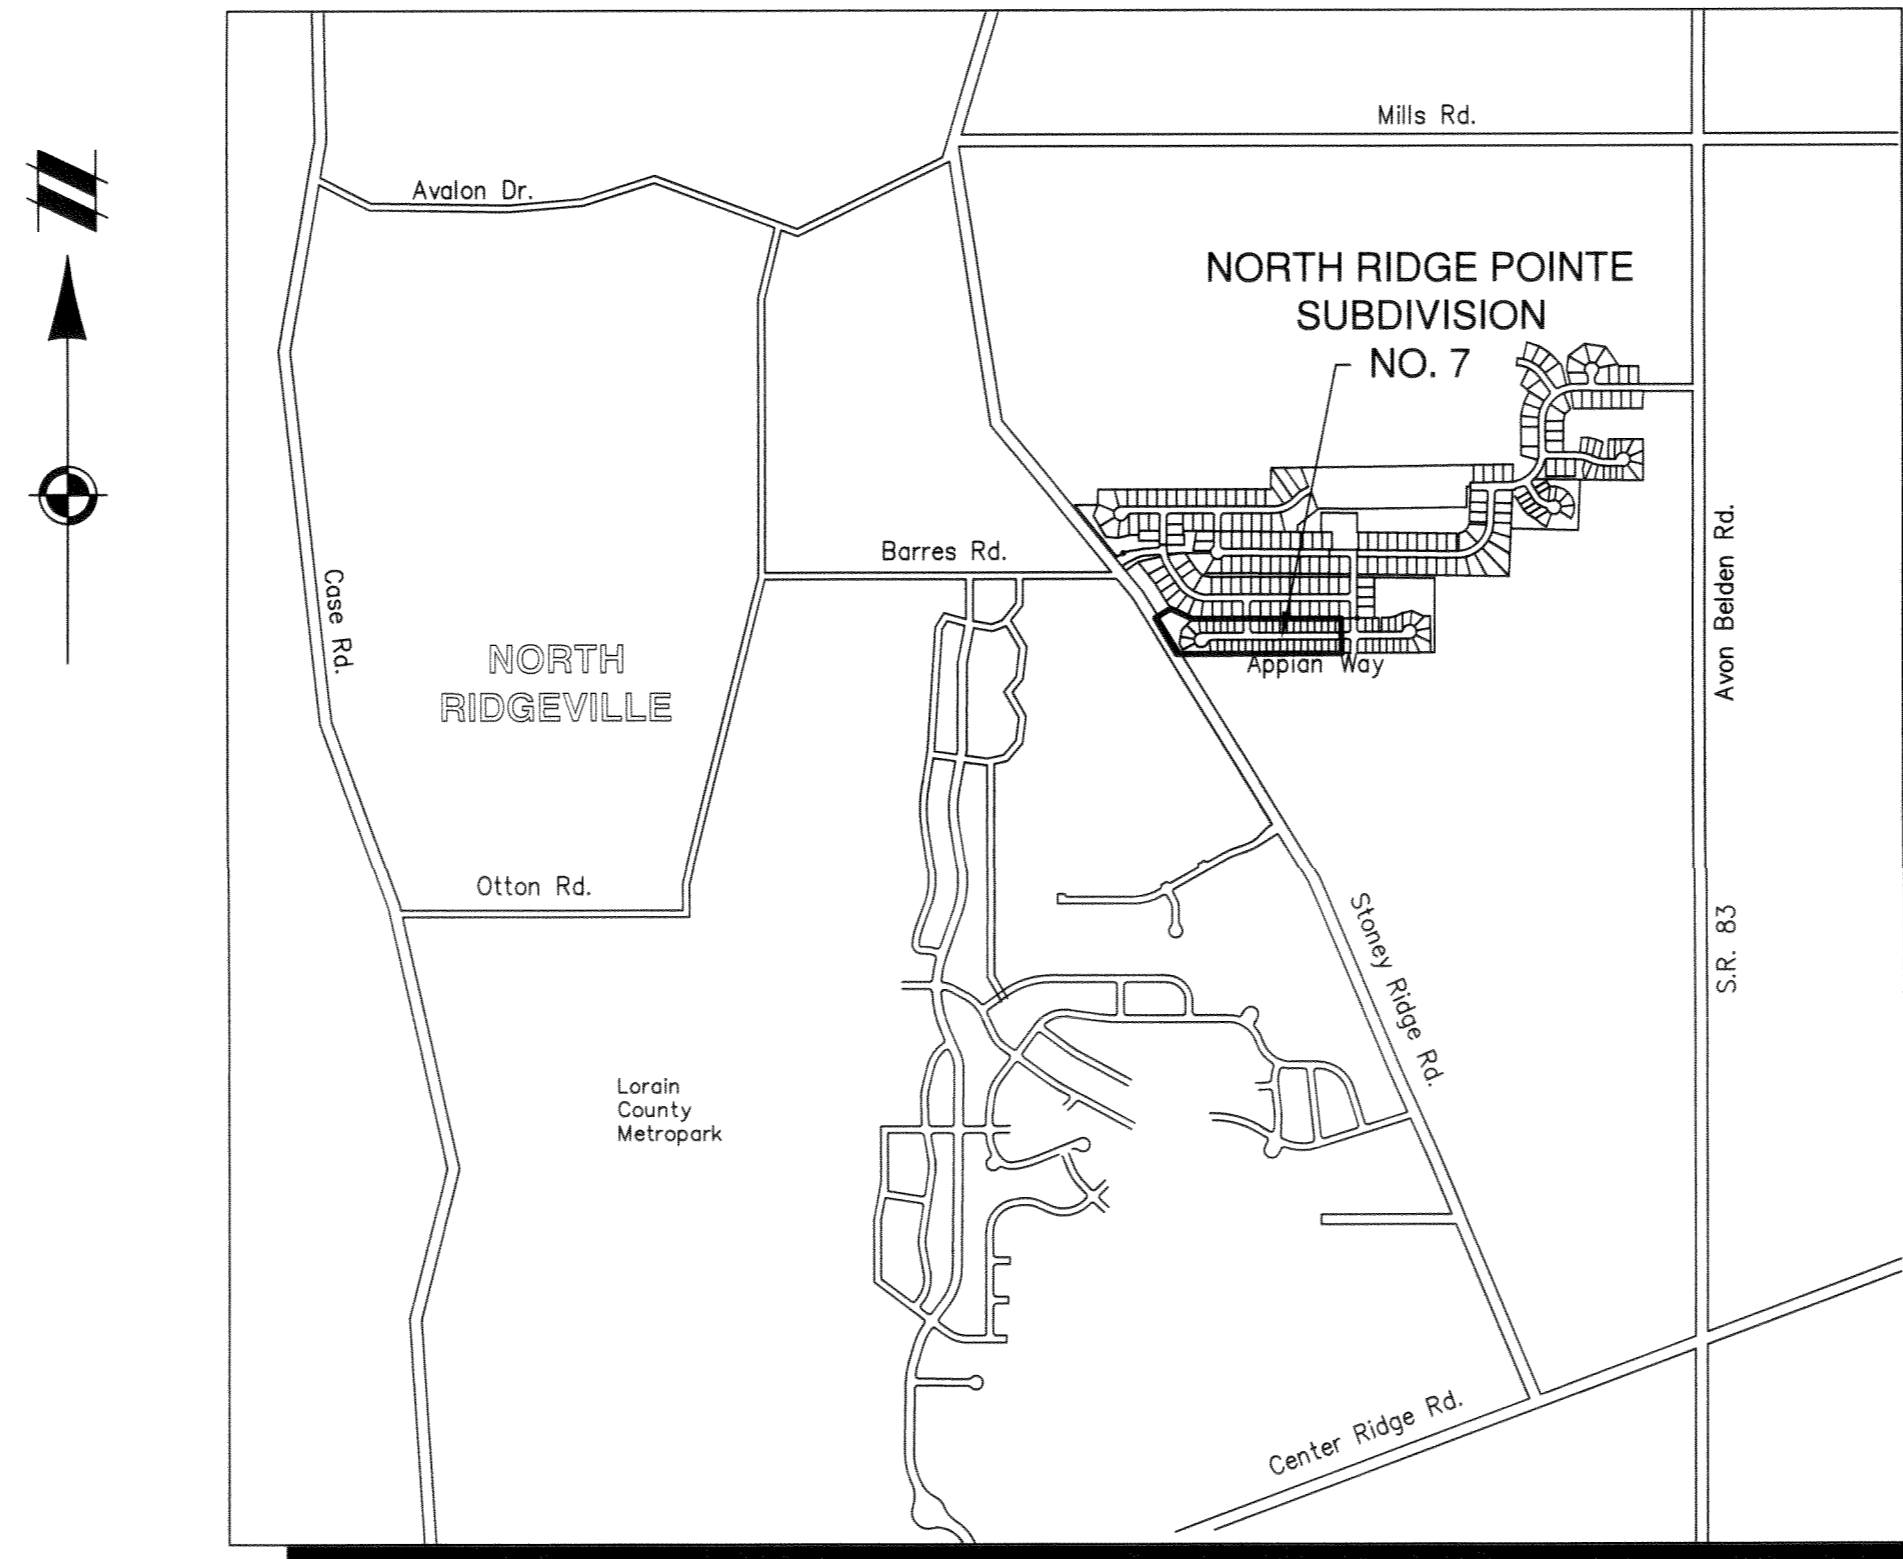 Mills Rd.
Avalon Dr.
NORTH RIDGE POINTE
SUBDIVISION
NO. 7
Barres Rd.
Avon Belden Rd.
Case Rd.
NORTH
RIDGEVILLE
Appian Way
Otton Rd.
Stoney Ridge Rd.
S.R. 83
Lorain
County
Metropark
Center Ridge Rd.